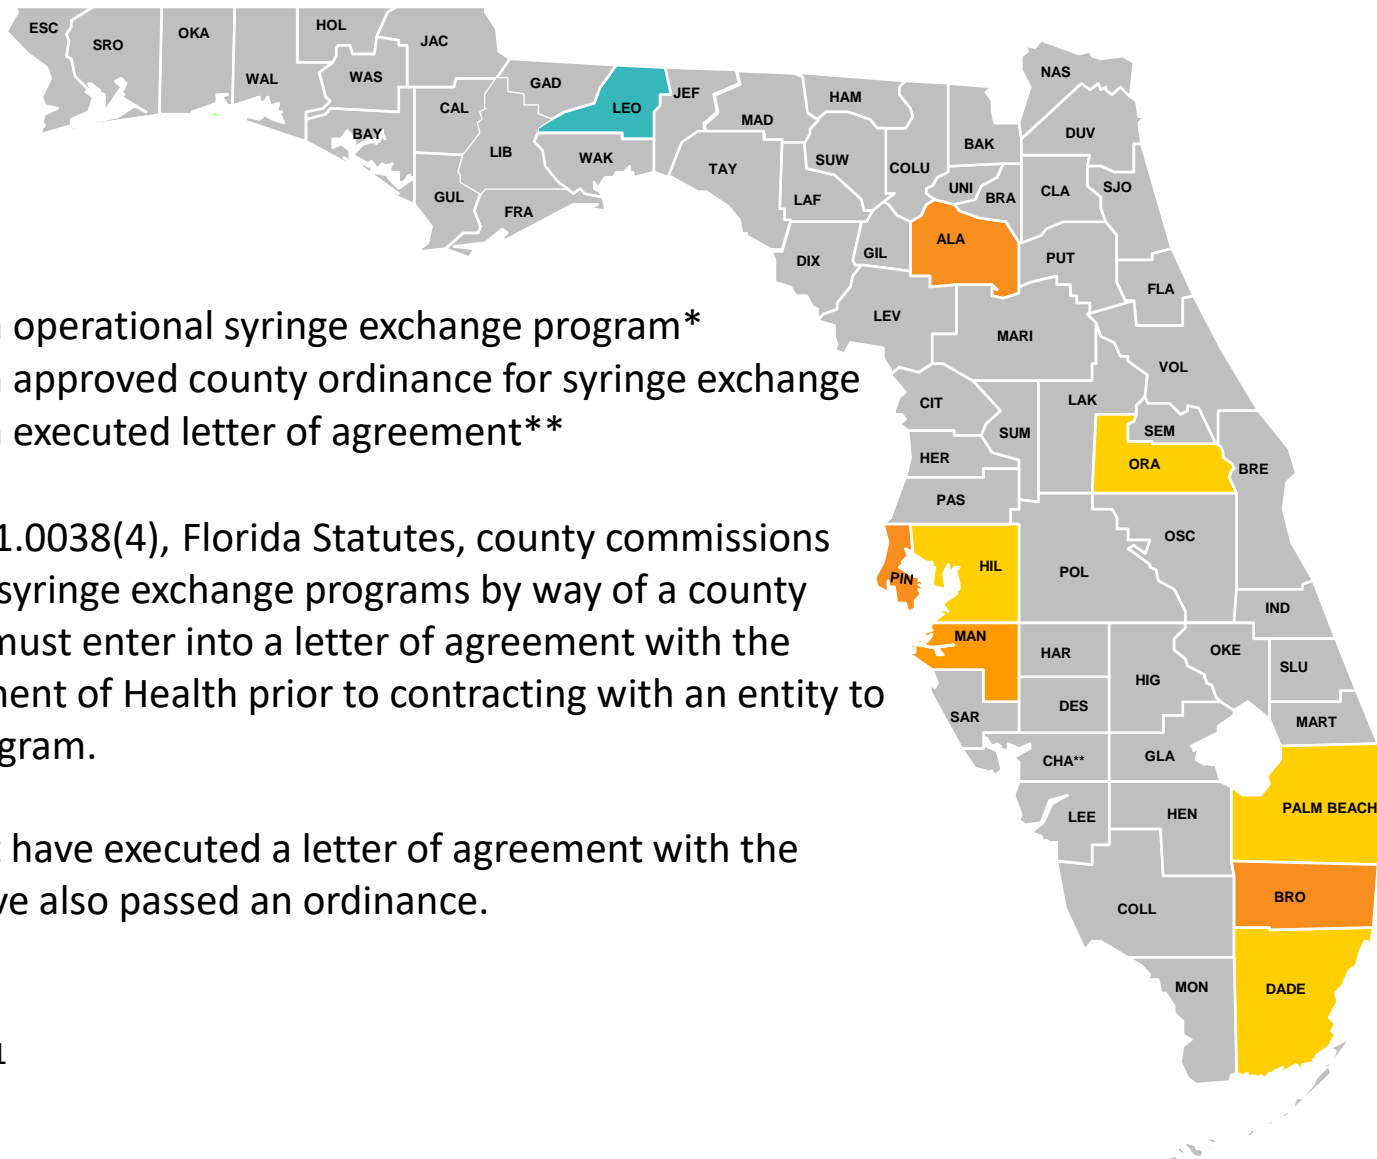 ESC
SRO
OKA
WAL
HOL
WAS
BAY
JAC
CAL
GUL
LIB
FRA
GAD
LEO
WAK
JEF
MAD
TAY
HAM
SUW
LAF
DIX
COLU
GIL
LEV
BAK
UNI
BRA
ALA
NAS
DUV
CLA
SJO
PUT
FLA
MARI
VOL
CIT
SUM
LAK
SEM
HER
ORA
BRE
PAS
OSC
PIN
HIL
POL
IND
MAN
HAR
OKE
HIG
SLU
SAR
DES
MART
CHA**
GLA
LEE
HEN
PALM BEACH
COLL
BRO
MON
DADE
operational syringe exchange program*
approved county ordinance for syringe exchange
executed letter of agreement**
1.0038(4), Florida Statutes, county commissions
syringe exchange programs by way of a county
must enter into a letter of agreement with the
ment of Health prior to contracting with an entity to
gram.
t have executed a letter of agreement with the
ve also passed an ordinance.
1